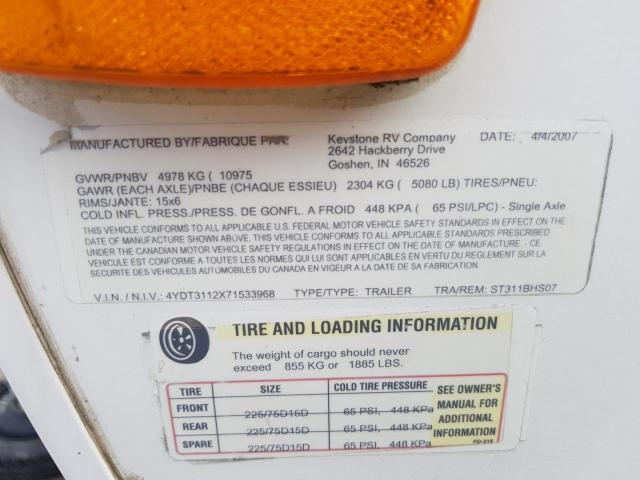 MANUFACTURED BY/FABRIQUE PAR: Keystone RV Company DATE: 4/4/2007
2642 Hackberry Drive
Goshen, IN 46526
GVWR/PNBV 4978 KG ( 10975
GAWR (EACH AXLE)/PNBE (CHAQUE ESSIEU) 2304 KG ( 5080 LB) TIRES/PNEU:
RIMS/JANTE: 15x6
COLD INFL. PRESS./PRESS. DE GONFL. A FROID 448 KPA ( 65 PSI/LPC) - Single Axle
THIS VEHICLE CONFORMS TO ALL APPLICABLE U.S. FEDERAL MOTOR VEHICLE SAFETY STANDARDS IN EFFECT ON THE
DATE OF MANUFACTURE SHOWN ABOVE. THIS VEHICLE CONFORMS TO ALL APPLICABLE STANDARDS PRESCRIBED
UNDER THE CANADIAN MOTOR VEHICLE SAFETY REGULATIONS IN EFFECT ON THE DATE OF MANUFACTURE - CE
VEHICULE EST CONFORME A TOUTES LES NORMES QUI LUI SONT APPLICABLES EN VERTU DU REGLEMENT SUR LA
SECURITE DES VEHICULES AUTOMOBILES DU CANADA EN VIGUEUR A LA DATE DE SA FABRICATION.
V.I.N. / N.I.V.: 4YDT3112X71533968 TYPE/TYPE: TRAILER TRA/REM: ST311BHS07
TIRE AND LOADING INFORMATION
The weight of cargo should never
exceed 855 KG or 1885 LBS.
TIRE SIZE COLD TIRE PRESSURE
FRONT 225/75D15D 65 PSI, 448 KPa
REAR 225/75D15D 65 PSI, 448 KPa
SPARE 225/75D15D 65 PSI, 448 KPa
SEE OWNER'S
MANUAL FOR
ADDITIONAL
INFORMATION